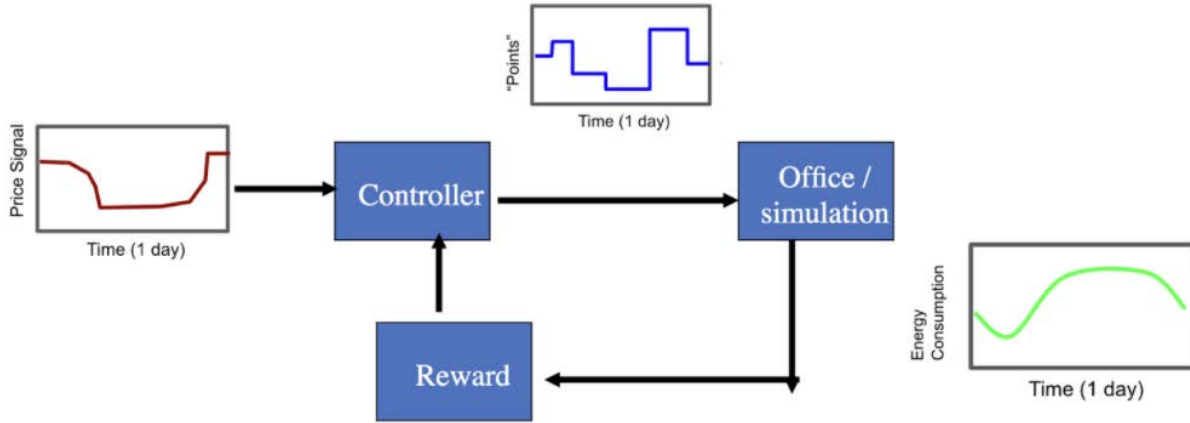 "Points"
Time (1 day)
Price Signal
Time (1 day)
Controller
Office /
simulation
Reward
Energy
Consumption
Time (1 day)